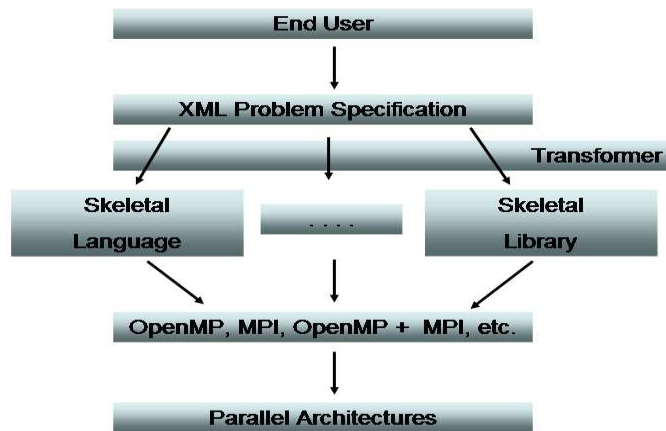 End User
XML Problem Specification
Transformer
Skeletal
Language
. . . .
Skeletal
Library
OpenMP, MPI, OpenMP + MPI, etc.
Parallel Architectures